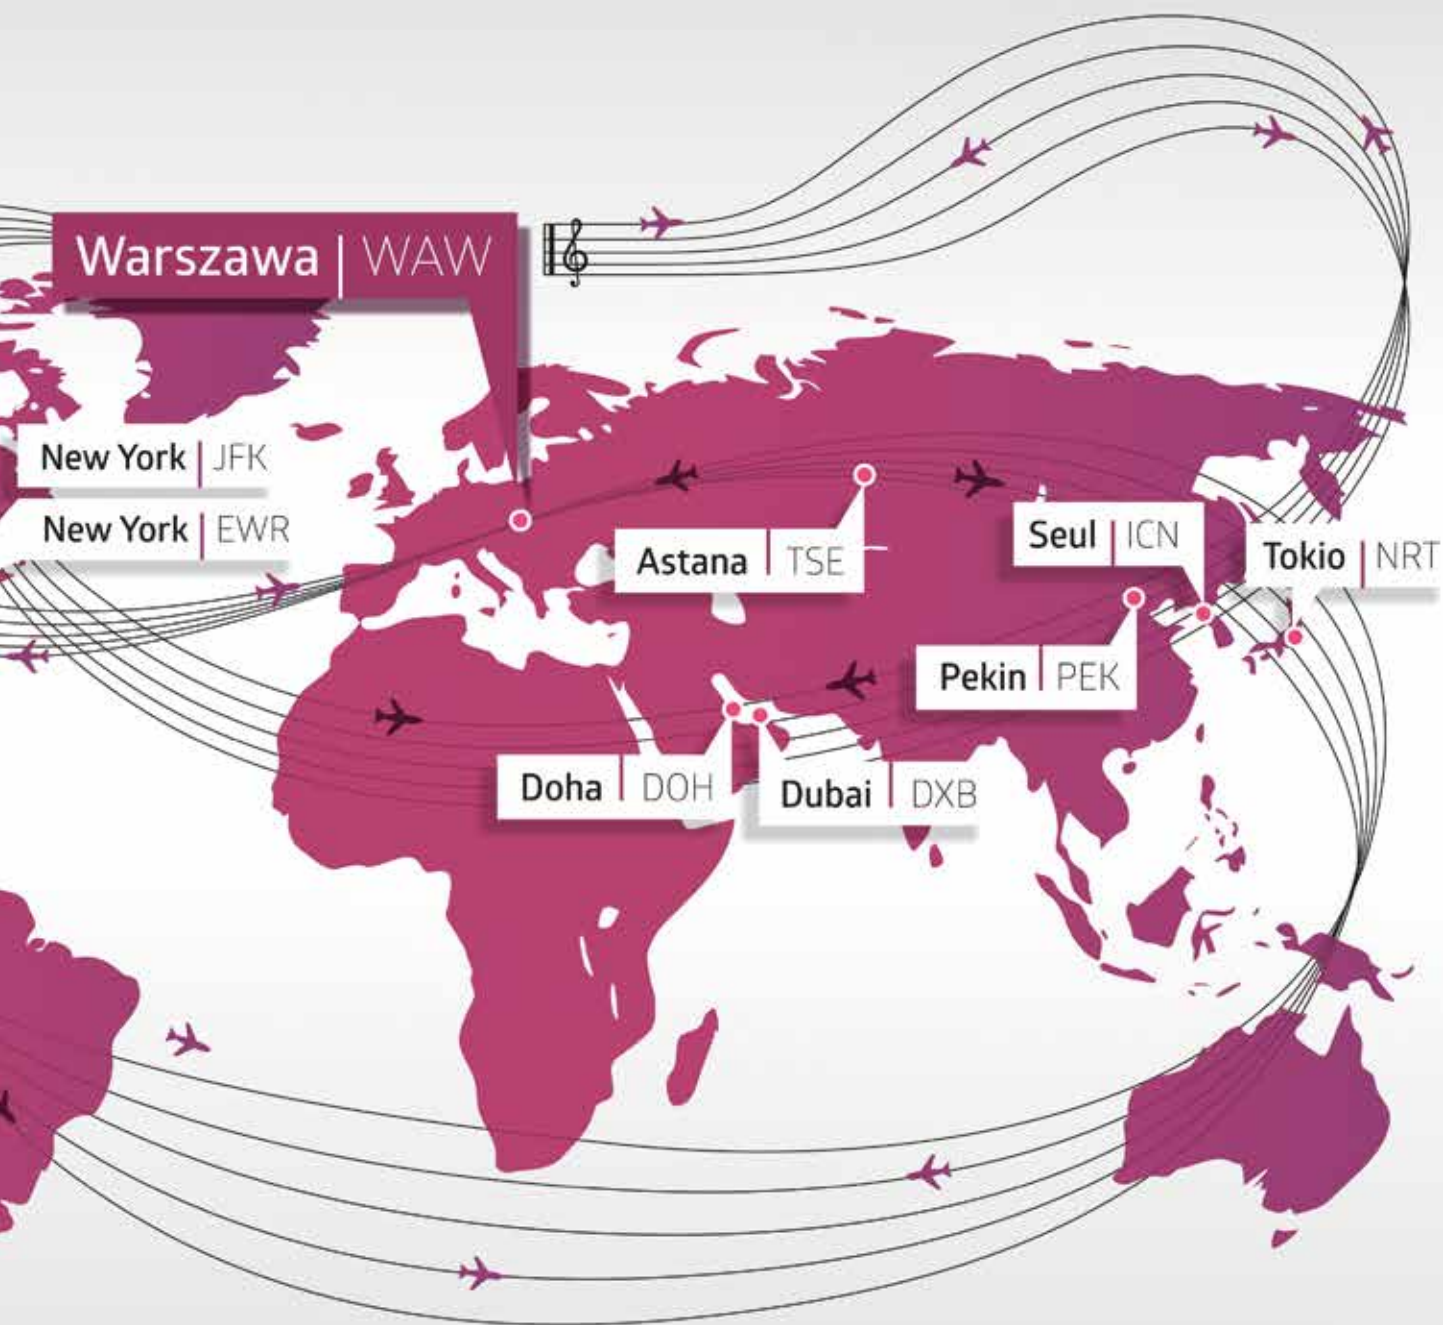 Warszawa | WAW
New York | JFK
New York | EWR
Astana | TSE
Seul | ICN
Tokio | NRT
Pekin | PEK
Doha | DOH
Dubai | DXB